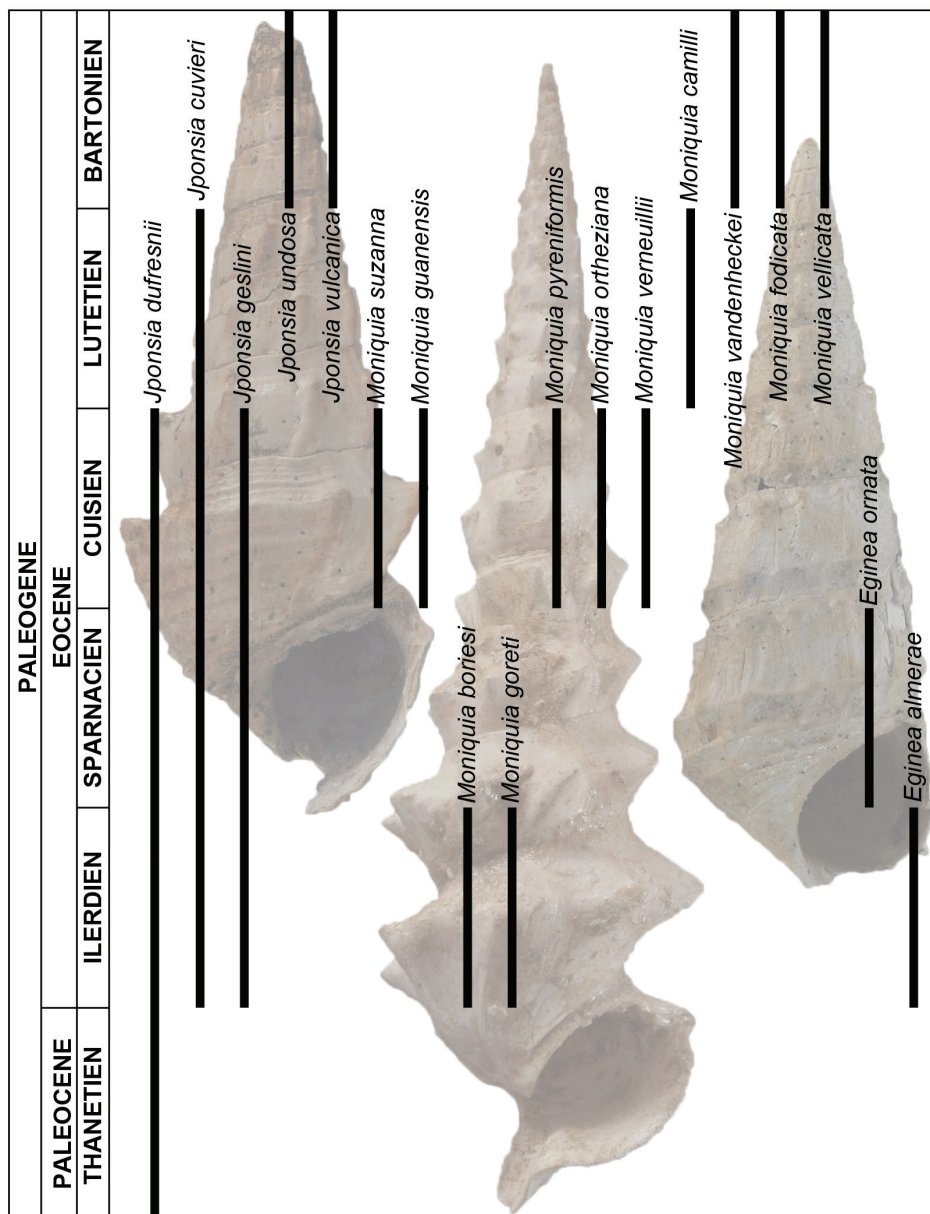 PALEOGENE
EOCENE
PALEOCENE
BARTONIEN
LUTETIEN
CUISIEN
SPARNACIEN
ILERDIEN
THANETIEN
Jponsia dufresnii
Jponsia cuvieri
Jponsia geslini
Jponsia undosa
Jponsia vulcanica
Moniquia suzanna
Moniquia guanensis
Moniquia boriesi
Moniquia goreti
Moniquia pyreniformis
Moniquia ortheziana
Moniquia verneuillii
Moniquia camilli
Moniquia vandenheckei
Moniquia fodicata
Moniquia vellicata
Eginea ornata
Eginea almerae